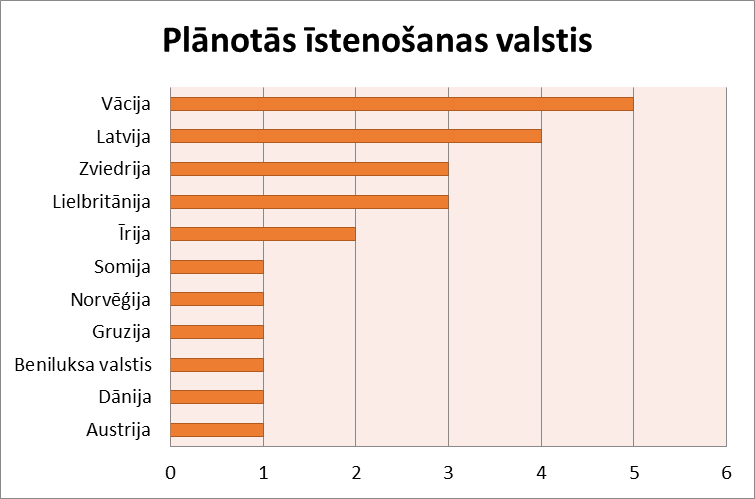 Plānotās īstenošanas valstis
Vācija
Latvija
Zviedrija
Lielbritānija
Īrija
Somija
Norvēģija
Gruzija
Beniluksa valstis
Dānija
Austrija
0 1 2 3 4 5 6